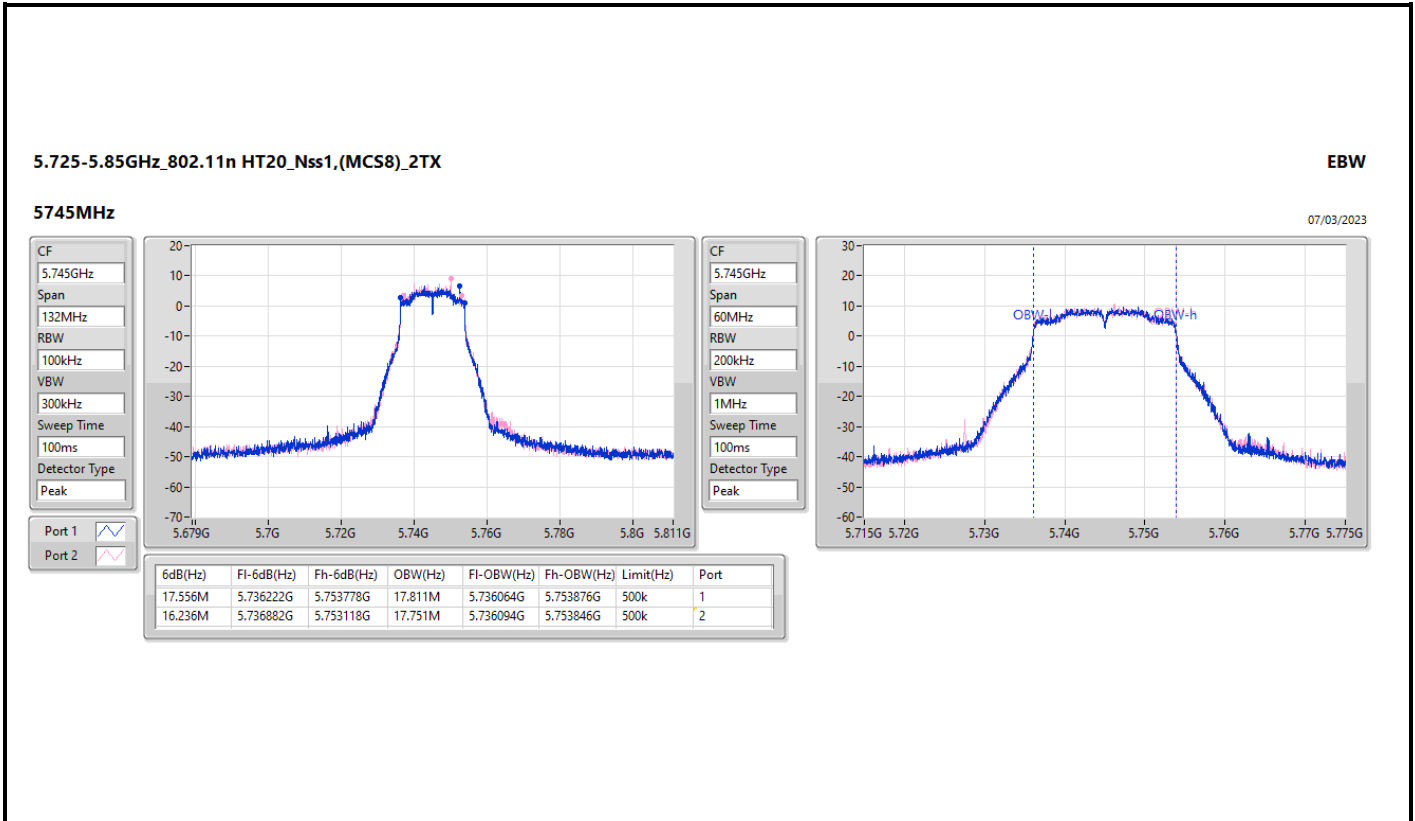 5.725-5.85GHz_802.11n HT20_Nss1,(MCS8)_2TX
EBW
5745MHz
07/03/2023
CF
5.745GHz
Span
132MHz
RBW
100kHz
VBW
300kHz
Sweep Time
100ms
Detector Type
Peak
Port 1
Port 2
20
10
0
-10
-20
-30
-40
-50
-60
-70
5.679G 5.7G 5.72G 5.74G 5.76G 5.78G 5.8G 5.811G
CF
5.745GHz
Span
60MHz
RBW
200kHz
VBW
1MHz
Sweep Time
100ms
Detector Type
Peak
30
20
10
0
-10
-20
-30
-40
-50
-60
OBW-l OBW-h
5.715G 5.72G 5.73G 5.74G 5.75G 5.76G 5.77G 5.775G
6dB(Hz) Fl-6dB(Hz) Fh-6dB(Hz) OBW(Hz) Fl-OBW(Hz) Fh-OBW(Hz) Limit(Hz) Port
17.556M 5.736222G 5.753778G 17.811M 5.736064G 5.753876G 500k 1
16.236M 5.736882G 5.753118G 17.751M 5.736094G 5.753846G 500k 2